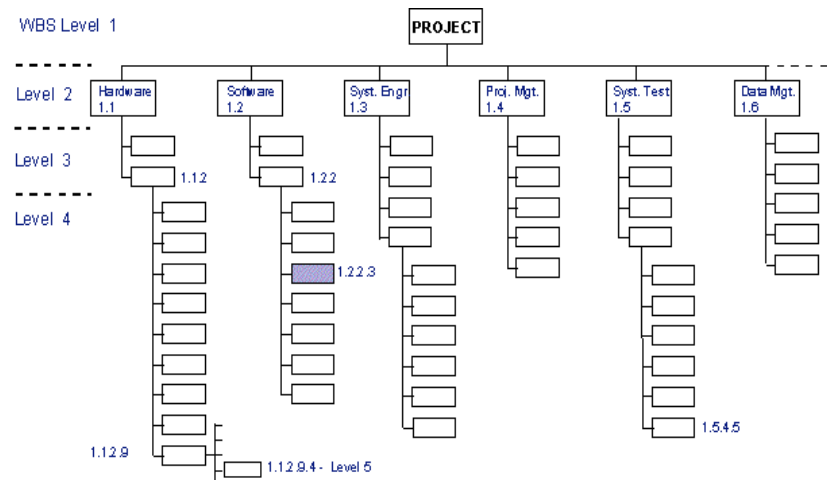 WBS Level 1
PROJECT
Level 2
Hardware
1.1
Software
1.2
Syst. Engr
1.3
Proj. Mgt.
1.4
Syst. Test
1.5
Data Mgt.
1.6
Level 3
1.1.2
1.2.2
Level 4
1.2.2.3
1.5.4.5
1.1.2.9
1.1.2.9.4 - Level 5